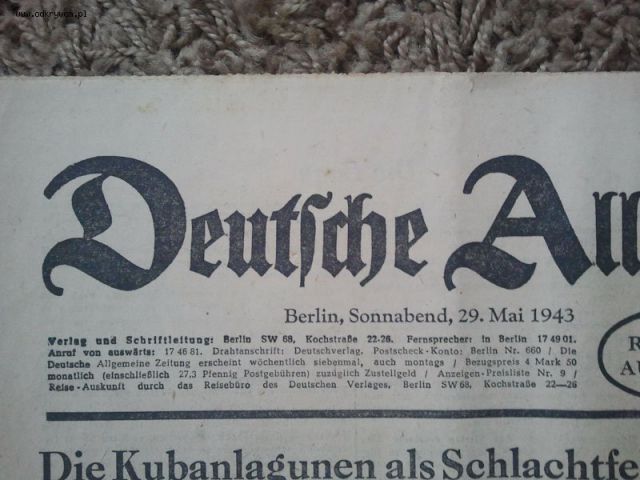 www.odkrywca.pl
Deutsche All
Berlin, Sonnabend, 29. Mai 1943
Verlag und Schriftleitung: Berlin SW 68, Kochstraße 22-26. Fernsprecher: in Berlin 17 49 01.
Anruf von auswärts: 17 46 81. Drahtanschrift: Deutschverlag. Postscheck-Konto: Berlin Nr. 660 / Die
Deutsche Allgemeine Zeitung erscheint wöchentlich siebenmal, auch montags / Bezugspreis 4 Mark 50
monatlich (einschließlich 27,3 Pfennig Postgebühren) zuzüglich Zustellgeld / Anzeigen-Preisliste Nr. 9 /
Reise-Auskunft durch das Reisebüro des Deutschen Verlages, Berlin SW 68, Kochstraße 22—26
R
AU
Die Kubanlagunen als Schlachtfe